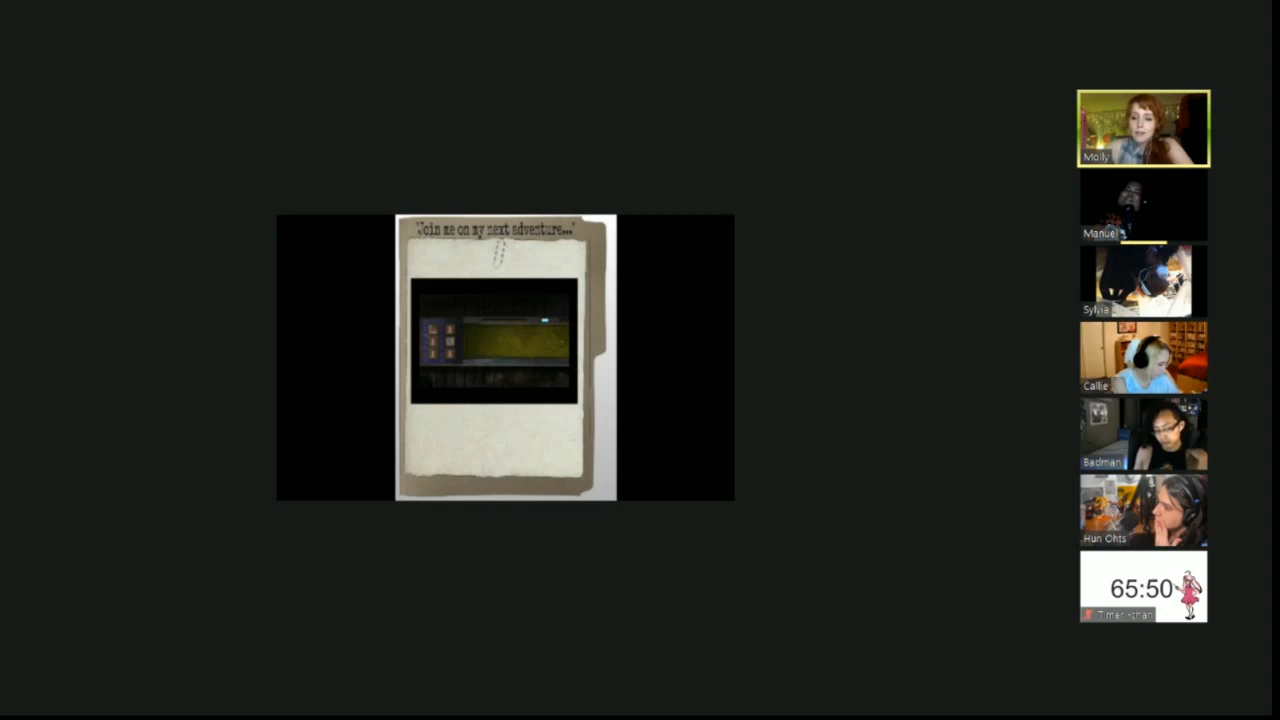 'Join me on my next adventure...'
Molly
Manuel
Sylvia
Callie
Badman
Hun Ohts
65:50
Timer -chan